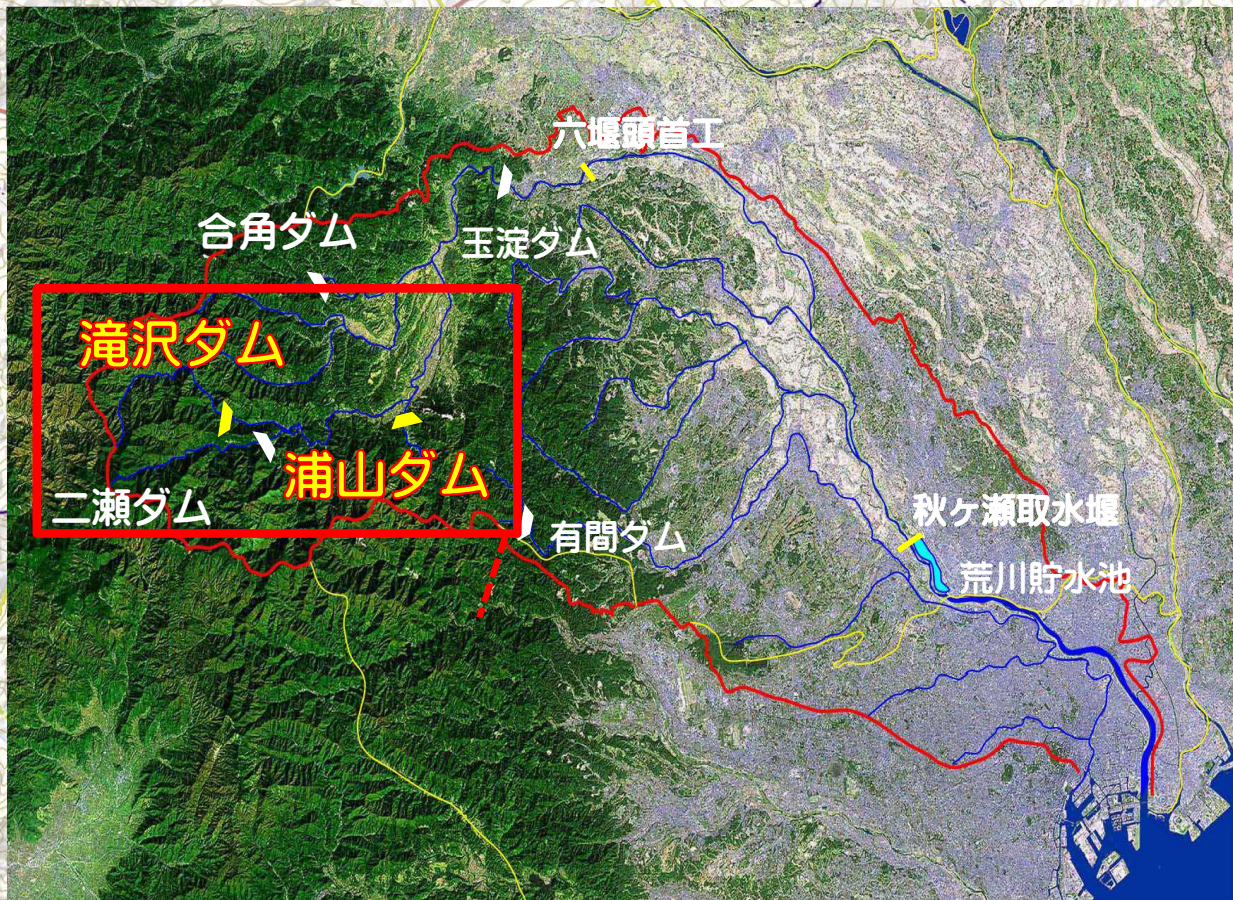 六堰頭首工
合角ダム
玉淀ダム
滝沢ダム
浦山ダム
二瀬ダム
有間ダム
秋ヶ瀬取水堰
荒川貯水池